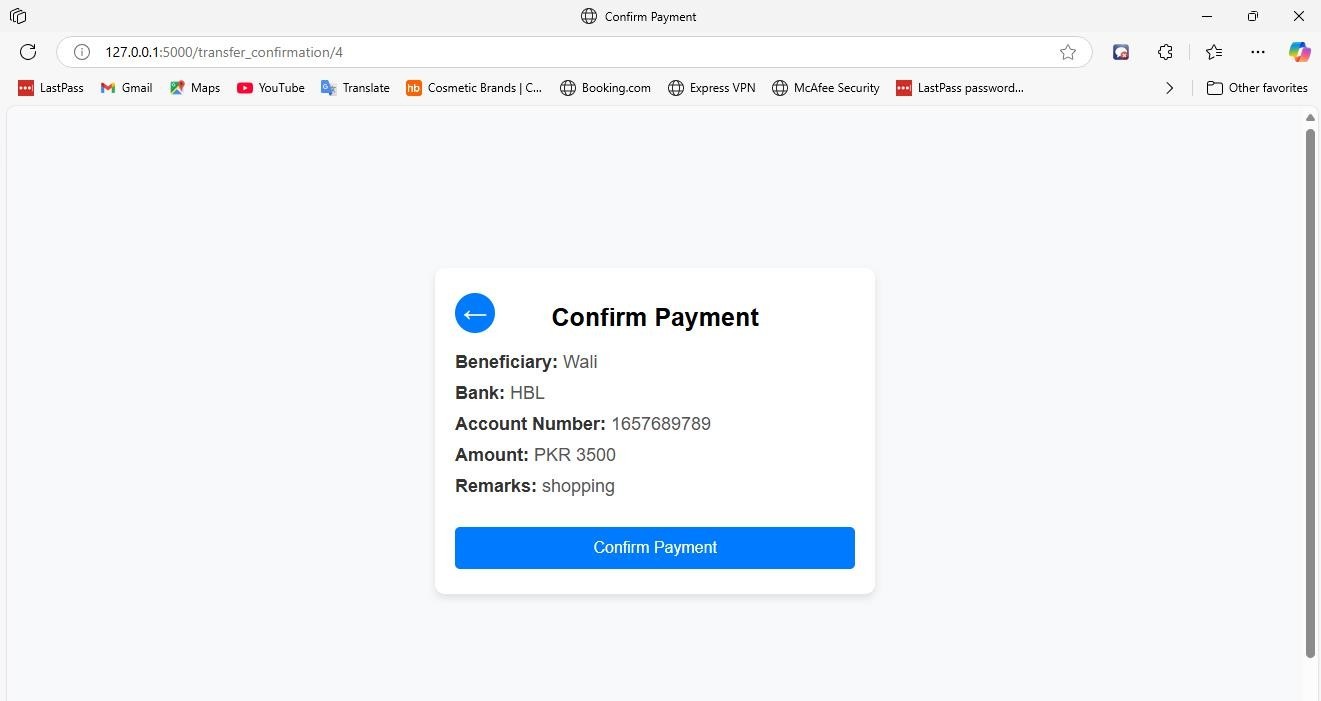 Confirm Payment
127.0.0.1:5000/transfer_confirmation/4
LastPass Gmail Maps YouTube Translate hb Cosmetic Brands | C... Booking.com Express VPN McAfee Security LastPass password... Other favorites
Confirm Payment
Beneficiary: Wali
Bank: HBL
Account Number: 1657689789
Amount: PKR 3500
Remarks: shopping
Confirm Payment